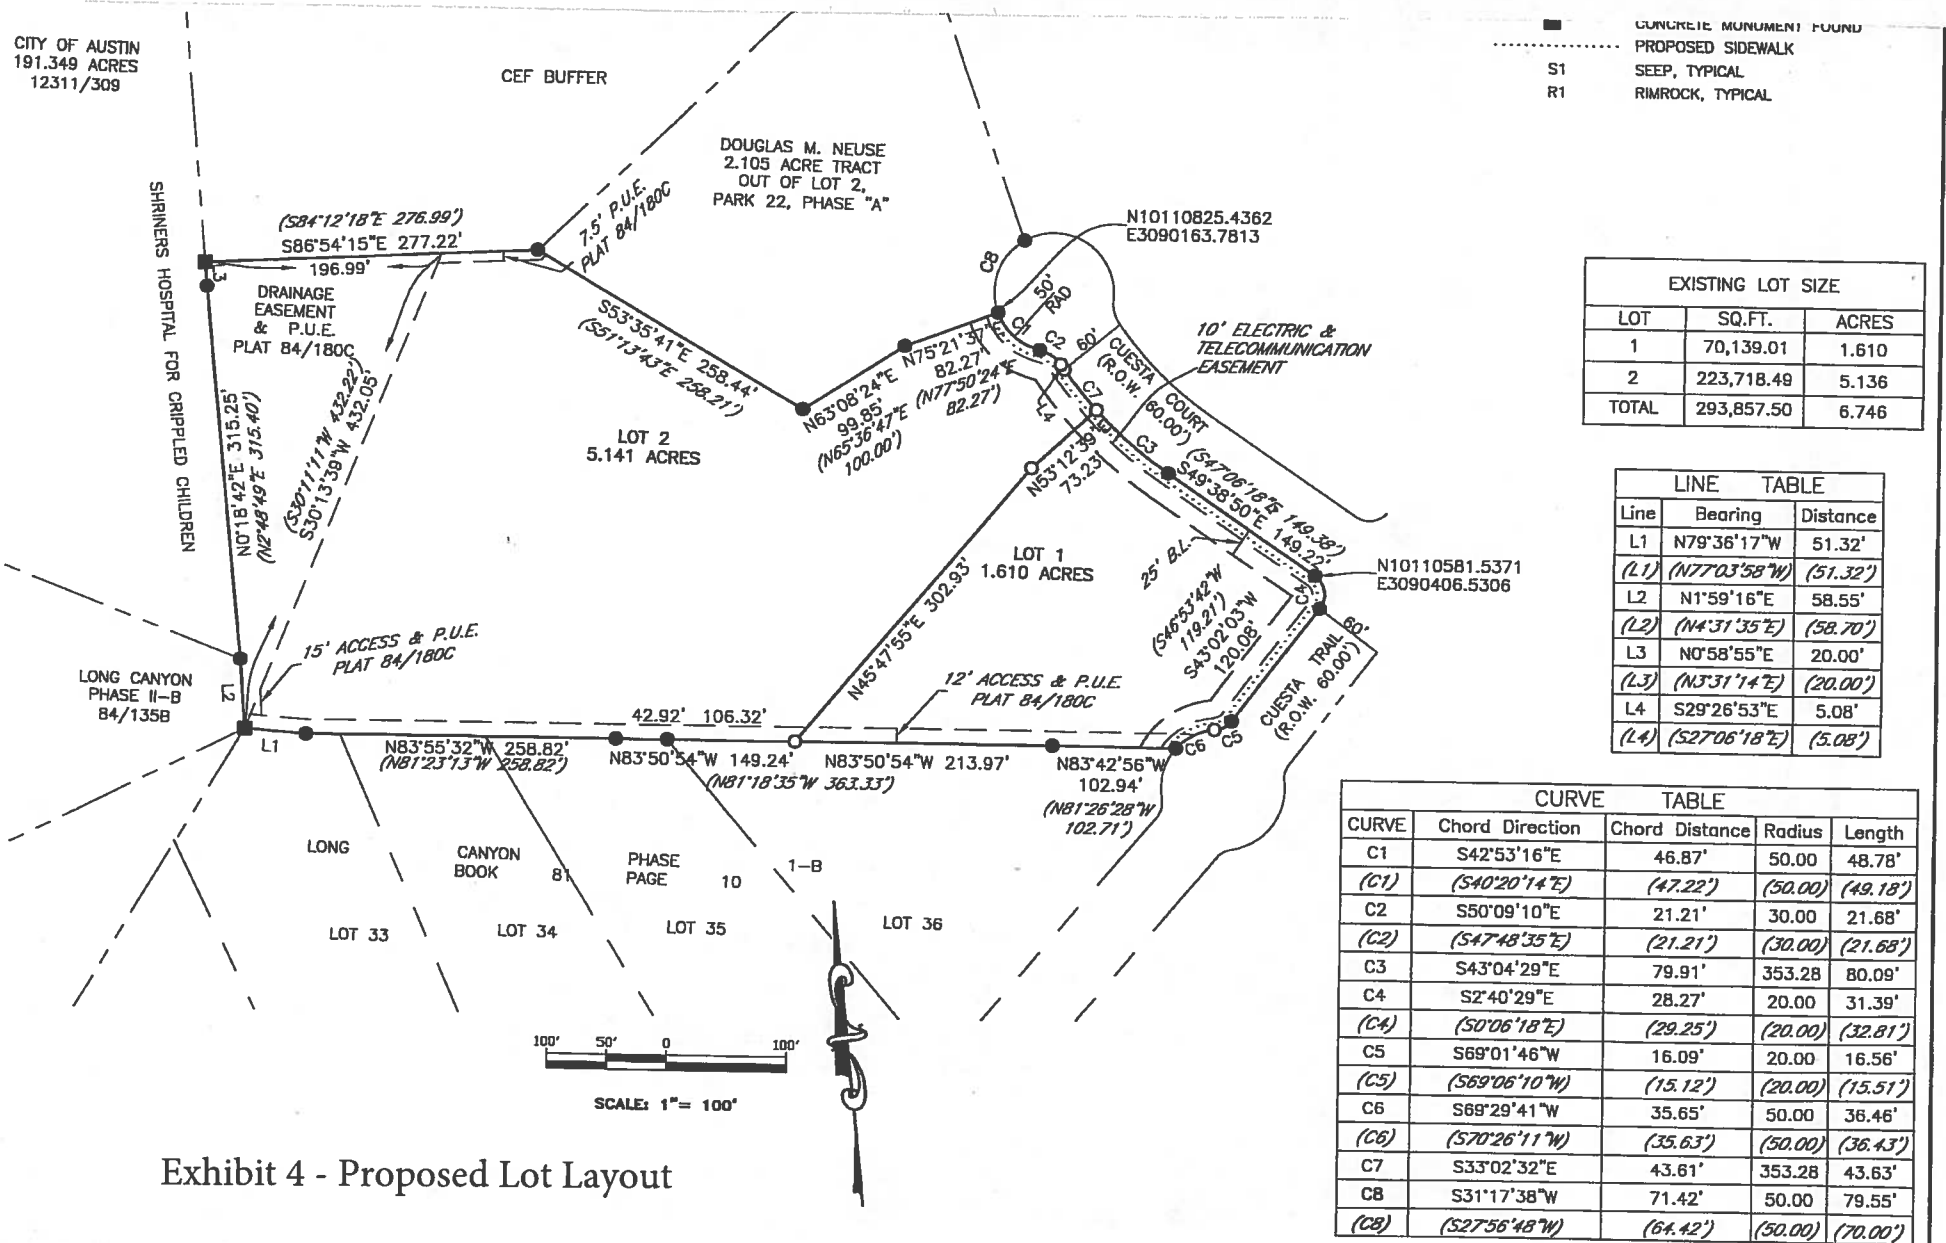 CITY OF AUSTIN
191.349 ACRES
12311/309
CEF BUFFER
CONCRETE MONUMENT FOUND
PROPOSED SIDEWALK
S1 SEEP, TYPICAL
R1 RIMROCK, TYPICAL
DOUGLAS M. NEUSE
2.105 ACRE TRACT
OUT OF LOT 2,
PARK 22, PHASE "A"
SHRINERS HOSPITAL FOR CRIPPLED CHILDREN
(S84°12'18"E 276.99')
S86°54'15"E 277.22'
196.99'
L3
7.5' P.U.E.
PLAT 84/180C
DRAINAGE
EASEMENT
& P.U.E.
PLAT 84/180C
N0°18'42"E 315.25'
(N2°48'49"E 315.40')
(S30°11'11"W 432.22')
S30°13'39"W 432.05'
S53°35'41"E 258.44'
(S51°13'43"E 258.21')
N63°08'24"E
99.85'
(N65°36'47"E
100.00')
N75°21'37"E
82.27'
(N77°50'24"E
82.27')
C8
50'
RAD
C1
C2
60'
L4
C7
C3
N10110825.4362
E3090163.7813
10' ELECTRIC &
TELECOMMUNICATION
EASEMENT
CUESTA COURT
(R.O.W. 60.00')
LOT 2
5.141 ACRES
N53°12'39"E
73.23'
(S47°06'18"E 149.38')
S49°38'50"E 149.22'
25' B.L.
N10110581.5371
E3090406.5306
C4
LOT 1
1.610 ACRES
N45°47'55"E 302.93'
(S46°53'42"W
119.21')
S43°02'03"W
120.08'
60'
CUESTA TRAIL
(R.O.W. 60.00')
LONG CANYON
PHASE II-B
84/135B
L2
L1
15' ACCESS & P.U.E.
PLAT 84/180C
12' ACCESS & P.U.E.
PLAT 84/180C
42.92' 106.32'
N83°55'32"W 258.82'
(N81°23'13"W 258.82')
N83°50'54"W 149.24'
(N81°18'35"W 363.33')
N83°50'54"W 213.97'
N83°42'56"W
102.94'
(N81°26'28"W
102.71')
C6
C5
LONG CANYON PHASE 1-B
BOOK 81 PAGE 10
LOT 33
LOT 34
LOT 35
LOT 36
100' 50' 0 100'
SCALE: 1"= 100'
Exhibit 4 - Proposed Lot Layout
EXISTING LOT SIZE
LOT SQ.FT. ACRES
1 70,139.01 1.610
2 223,718.49 5.136
TOTAL 293,857.50 6.746
LINE TABLE
Line Bearing Distance
L1 N79°36'17"W 51.32'
(L1) (N77°03'58"W) (51.32')
L2 N1°59'16"E 58.55'
(L2) (N4°31'35"E) (58.70')
L3 N0°58'55"E 20.00'
(L3) (N3°31'14"E) (20.00')
L4 S29°26'53"E 5.08'
(L4) (S27°06'18"E) (5.08')
CURVE TABLE
CURVE Chord Direction Chord Distance Radius Length
C1 S42°53'16"E 46.87' 50.00 48.78'
(C1) (S40°20'14"E) (47.22') (50.00) (49.18')
C2 S50°09'10"E 21.21' 30.00 21.68'
(C2) (S47°48'35"E) (21.21') (30.00) (21.68')
C3 S43°04'29"E 79.91' 353.28 80.09'
C4 S2°40'29"E 28.27' 20.00 31.39'
(C4) (S0°06'18"E) (29.25') (20.00) (32.81')
C5 S69°01'46"W 16.09' 20.00 16.56'
(C5) (S69°06'10"W) (15.12') (20.00) (15.51')
C6 S69°29'41"W 35.65' 50.00 36.46'
(C6) (S70°26'11"W) (35.63') (50.00) (36.43')
C7 S33°02'32"E 43.61' 353.28 43.63'
C8 S31°17'38"W 71.42' 50.00 79.55'
(C8) (S27°56'48"W) (64.42') (50.00) (70.00')